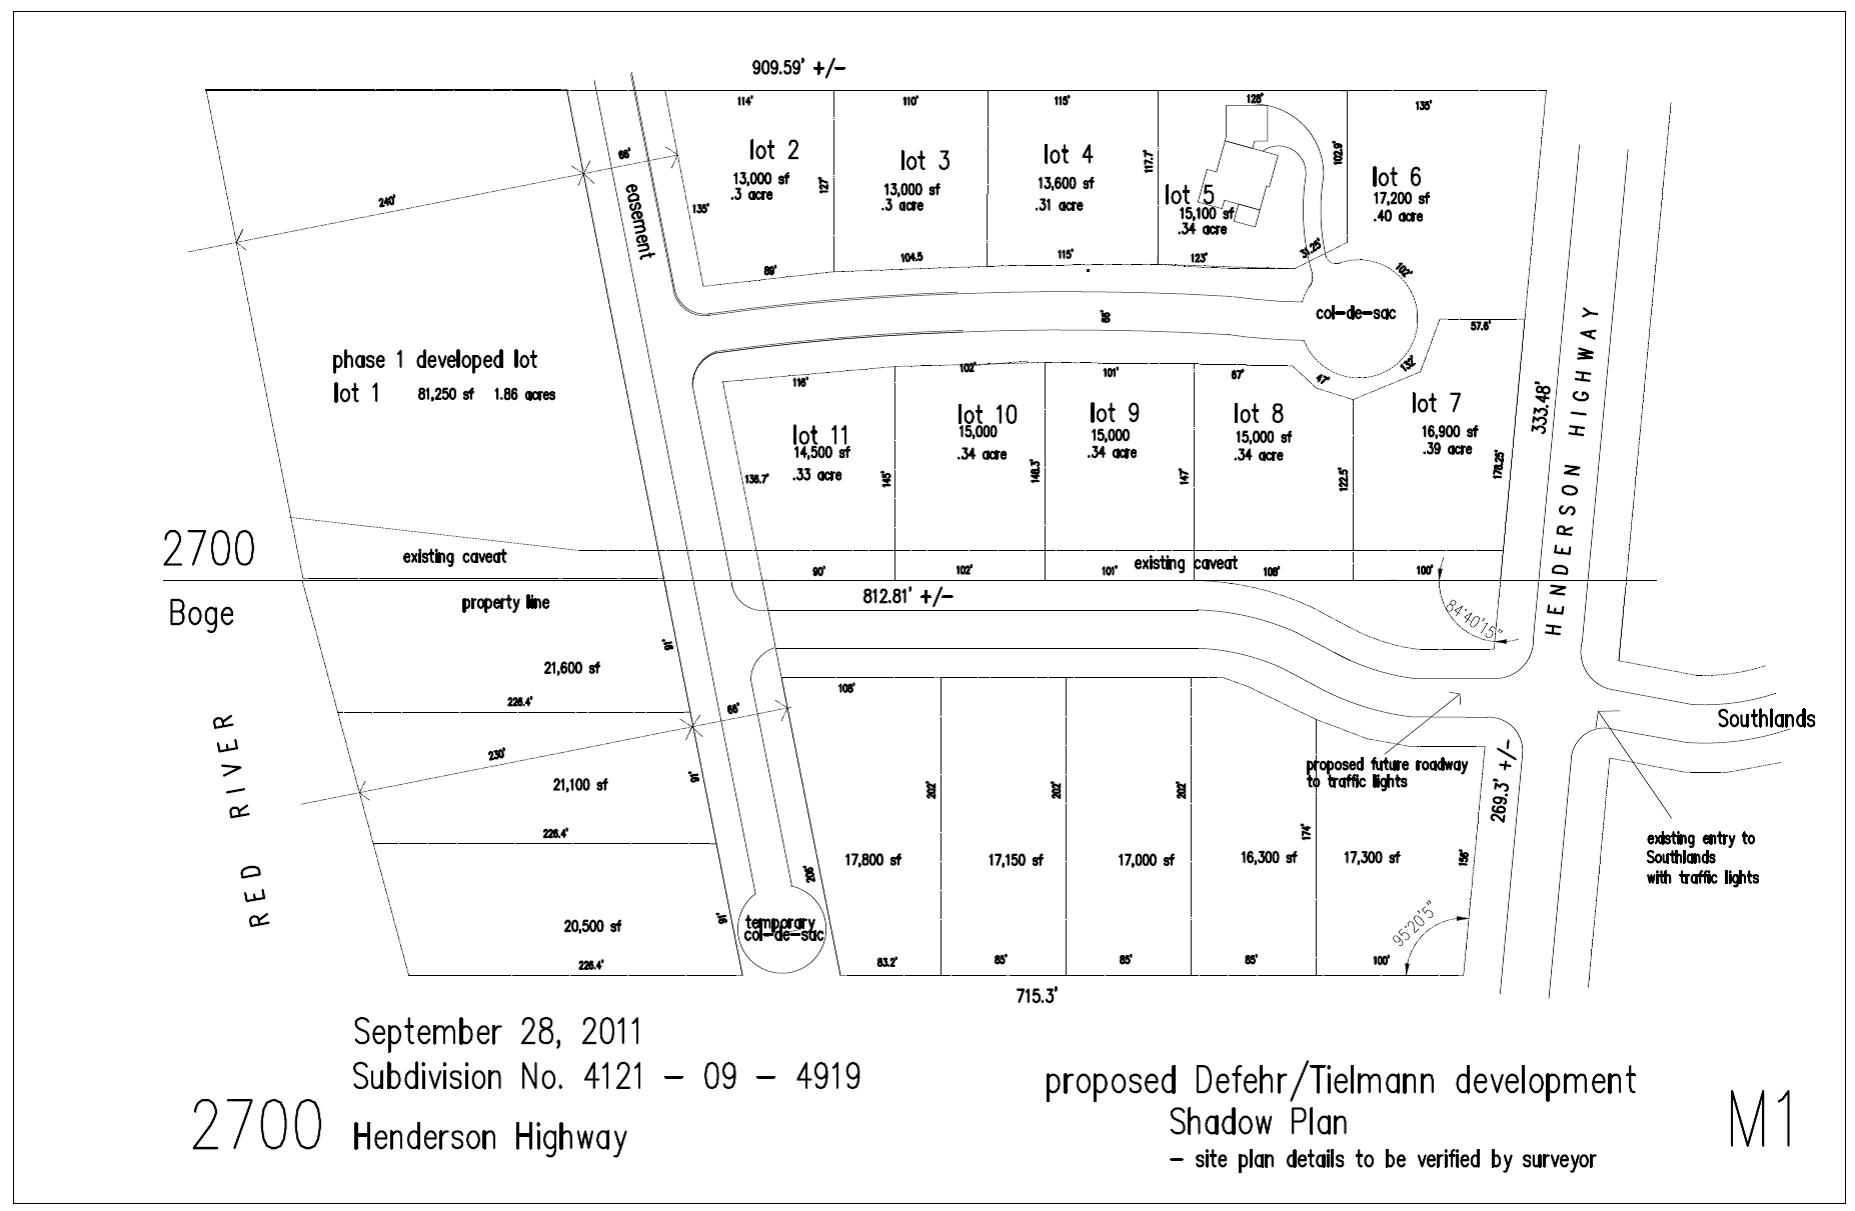 909.59' +/-
114'
110'
115'
128'
135'
66'
240'
easement
lot 2
13,000 sf
.3 acre
135'
127'
89'
lot 3
13,000 sf
.3 acre
104.5
lot 4
13,600 sf
.31 acre
115'
117.7'
lot 5
15,100 sf
.34 acre
123'
102.9'
31.25'
lot 6
17,200 sf
.40 acre
102'
col-de-sac
66'
57.6'
132'
47'
phase 1 developed lot
lot 1 81,250 sf 1.86 acres
116'
102'
101'
67'
lot 11
14,500 sf
.33 acre
136.7'
145'
lot 10
15,000
.34 acre
148.3'
lot 9
15,000
.34 acre
147'
lot 8
15,000 sf
.34 acre
122.5'
lot 7
16,900 sf
.39 acre
178.25'
333.48'
HENDERSON HIGHWAY
2700
existing caveat
existing caveat
90'
102'
101'
108'
100'
Boge
property line
812.81' +/-
84°40'15"
91'
21,600 sf
226.4'
66'
230'
21,100 sf
91'
226.4'
20,500 sf
91'
226.4'
RED RIVER
206'
temporary
col-de-sac
108'
202'
202'
202'
174'
156'
17,800 sf
17,150 sf
17,000 sf
16,300 sf
17,300 sf
83.2'
85'
85'
85'
100'
95°20'5"
715.3'
269.3' +/-
proposed future roadway
to traffic lights
Southlands
existing entry to
Southlands
with traffic lights
September 28, 2011
Subdivision No. 4121 - 09 - 4919
2700 Henderson Highway
proposed Defehr/Tielmann development
Shadow Plan
- site plan details to be verified by surveyor
M1